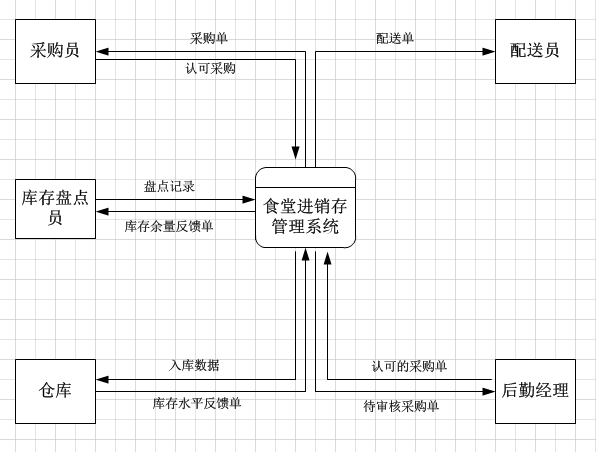 采购单
配送单
采购员
认可采购
配送员
盘点记录
库存盘点
员
食堂进销存
管理系统
库存余量反馈单
入库数据
认可的采购单
仓库
后勤经理
库存水平反馈单
待审核采购单